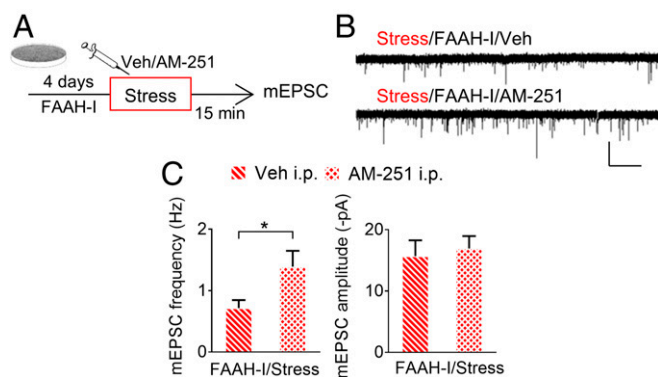 A
Veh/AM-251
4 days
FAAH-I
Stress
15 min
mEPSC
B
Stress/FAAH-I/Veh
Stress/FAAH-I/AM-251
C
Veh i.p.
AM-251 i.p.
mEPSC frequency (Hz)
2
1
0
*
FAAH-I/Stress
mEPSC amplitude (-pA)
20
10
0
FAAH-I/Stress